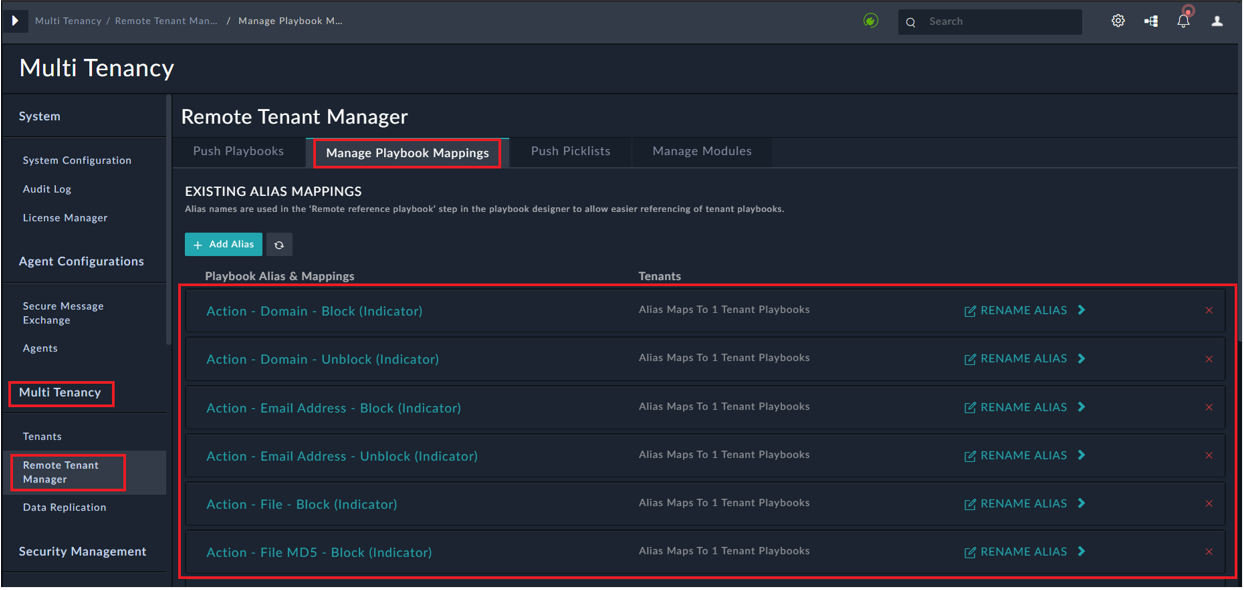 Multi Tenancy / Remote Tenant Man... / Manage Playbook M...
Search
Multi Tenancy
System
System Configuration
Audit Log
License Manager
Agent Configurations
Secure Message
Exchange
Agents
Multi Tenancy
Tenants
Remote Tenant
Manager
Data Replication
Security Management
Remote Tenant Manager
Push Playbooks
Manage Playbook Mappings
Push Picklists
Manage Modules
EXISTING ALIAS MAPPINGS
Alias names are used in the 'Remote reference playbook' step in the playbook designer to allow easier referencing of tenant playbooks.
+ Add Alias
Playbook Alias & Mappings Tenants
Action - Domain - Block (Indicator) Alias Maps To 1 Tenant Playbooks RENAME ALIAS
Action - Domain - Unblock (Indicator) Alias Maps To 1 Tenant Playbooks RENAME ALIAS
Action - Email Address - Block (Indicator) Alias Maps To 1 Tenant Playbooks RENAME ALIAS
Action - Email Address - Unblock (Indicator) Alias Maps To 1 Tenant Playbooks RENAME ALIAS
Action - File - Block (Indicator) Alias Maps To 1 Tenant Playbooks RENAME ALIAS
Action - File MD5 - Block (Indicator) Alias Maps To 1 Tenant Playbooks RENAME ALIAS